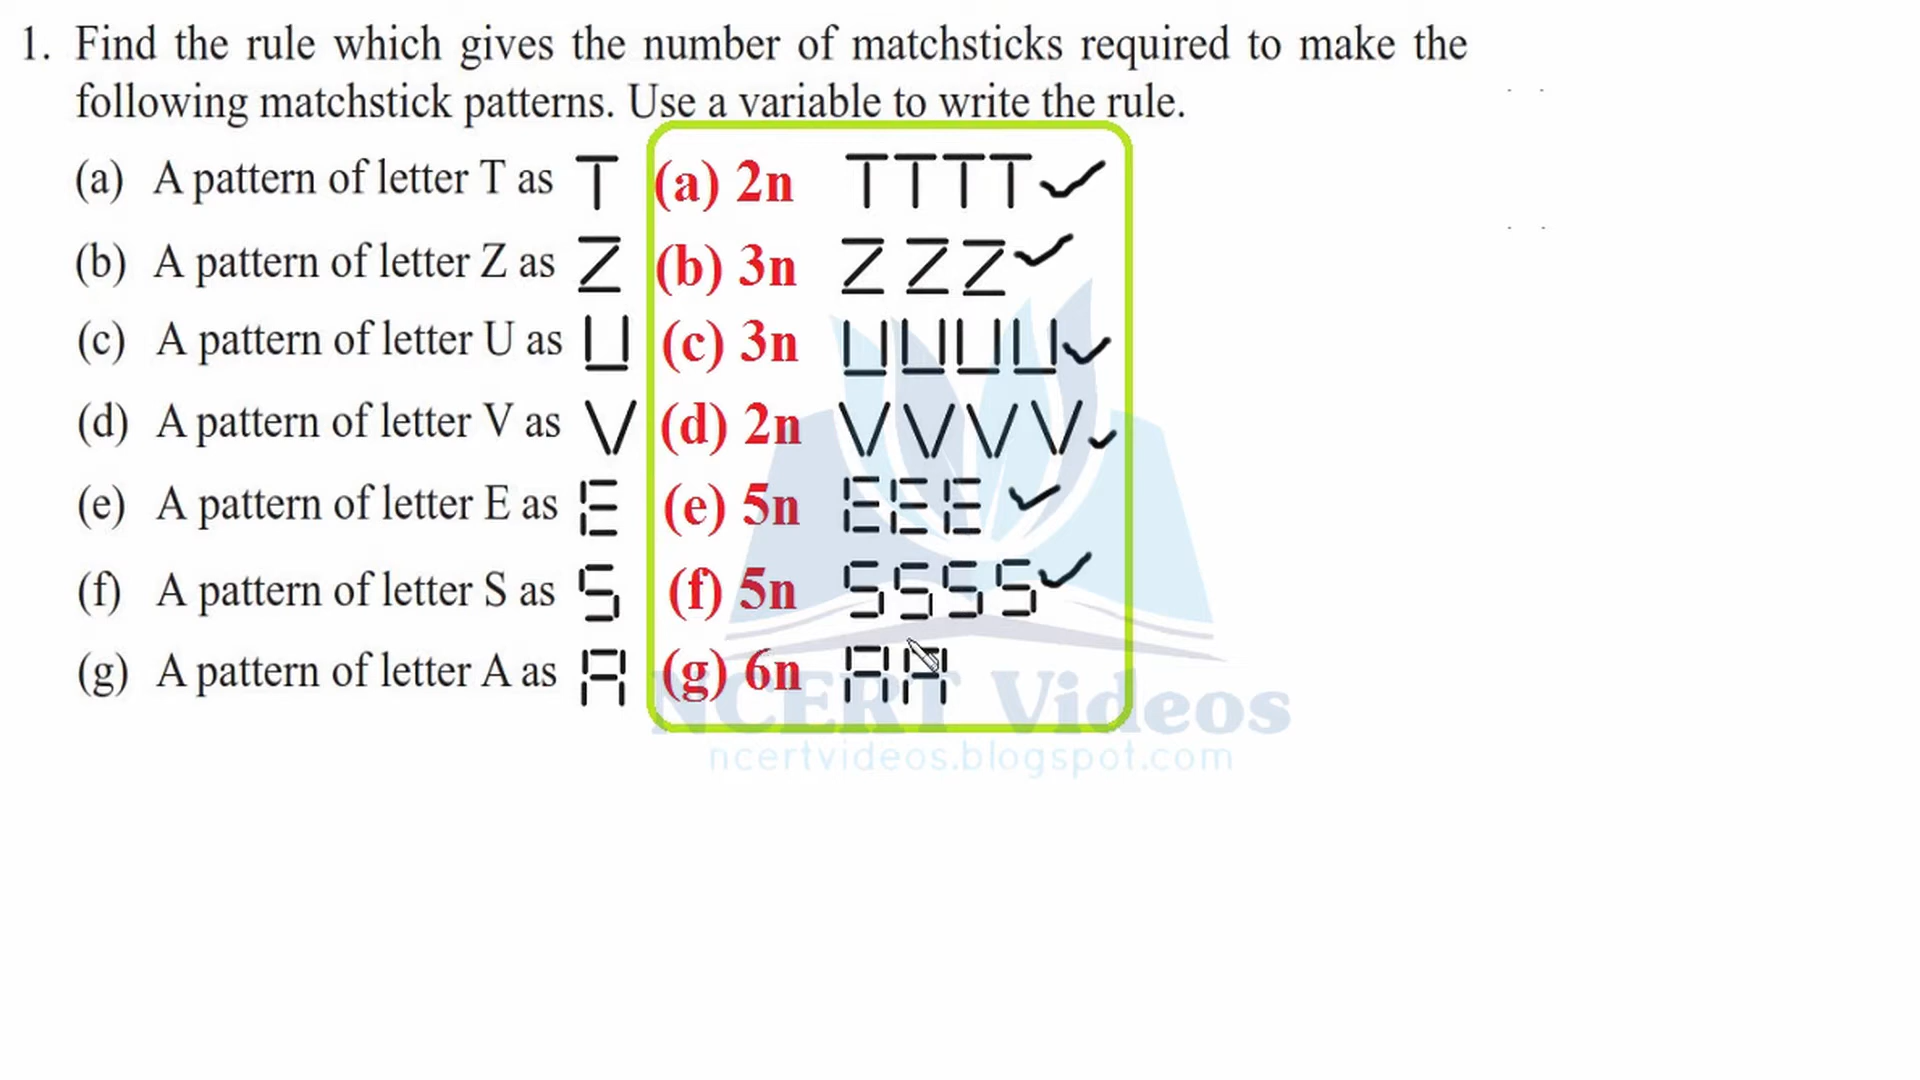 1. Find the rule which gives the number of matchsticks required to make the
following matchstick patterns. Use a variable to write the rule.
(a) A pattern of letter T as T (a) 2n TTTT
(b) A pattern of letter Z as Z (b) 3n Z Z Z
(c) A pattern of letter U as U (c) 3n UUUU
(d) A pattern of letter V as V (d) 2n V V V V
(e) A pattern of letter E as E (e) 5n EEE
(f) A pattern of letter S as S (f) 5n SSSS
(g) A pattern of letter A as A (g) 6n AA
NCERT Videos
ncertvideos.blogspot.com